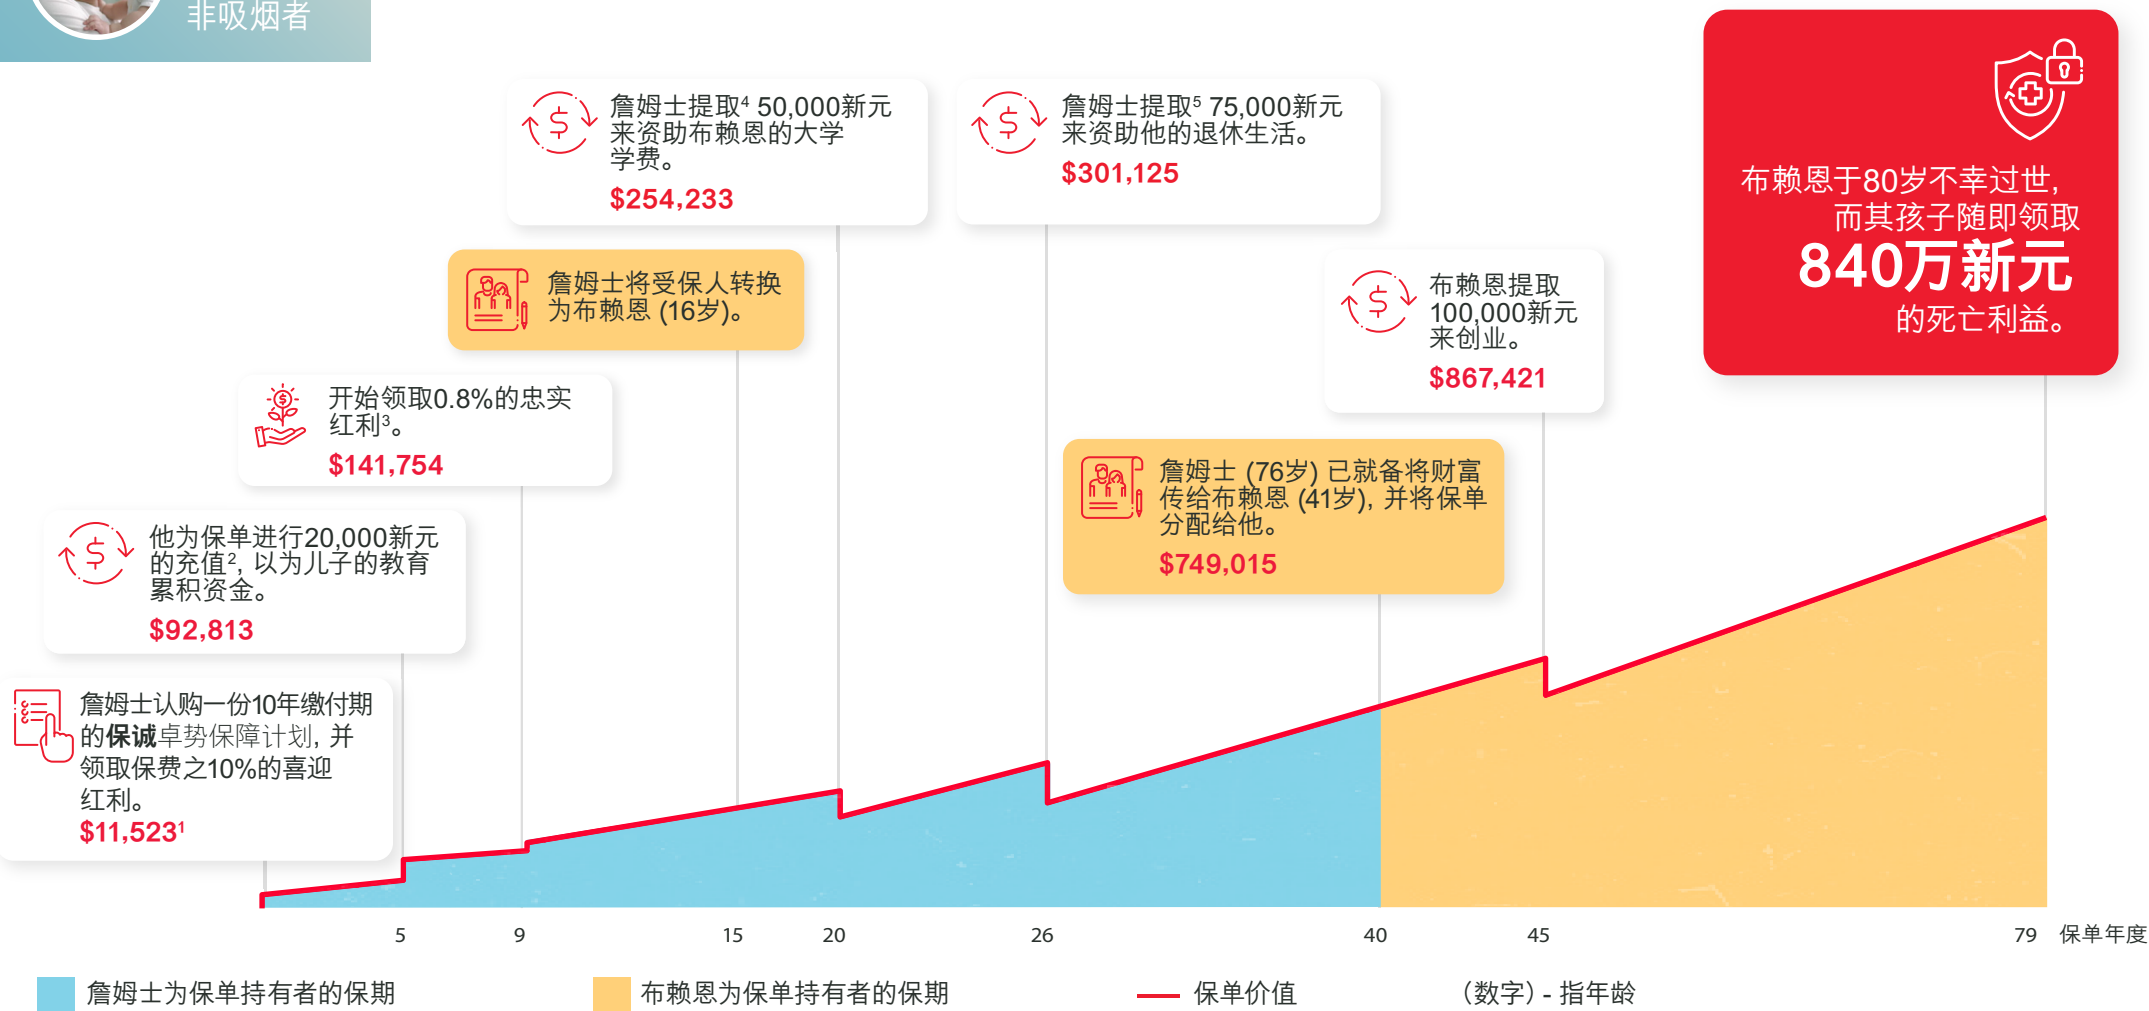 非吸烟者
詹姆士认购一份10年缴付期
的保诚卓势保障计划, 并
领取保费之10%的喜迎
红利。
$11,523¹
他为保单进行20,000新元
的充值², 以为儿子的教育
累积资金。
$92,813
开始领取0.8%的忠实
红利³。
$141,754
詹姆士将受保人转换
为布赖恩 (16岁)。
詹姆士提取⁴ 50,000新元
来资助布赖恩的大学
学费。
$254,233
詹姆士提取⁵ 75,000新元
来资助他的退休生活。
$301,125
詹姆士 (76岁) 已就备将财富
传给布赖恩 (41岁), 并将保单
分配给他。
$749,015
布赖恩提取
100,000新元
来创业。
$867,421
布赖恩于80岁不幸过世,
而其孩子随即领取
840万新元
的死亡利益。
5 9 15 20 26 40 45 79 保单年度
詹姆士为保单持有者的保期 布赖恩为保单持有者的保期 保单价值 （数字）- 指年龄